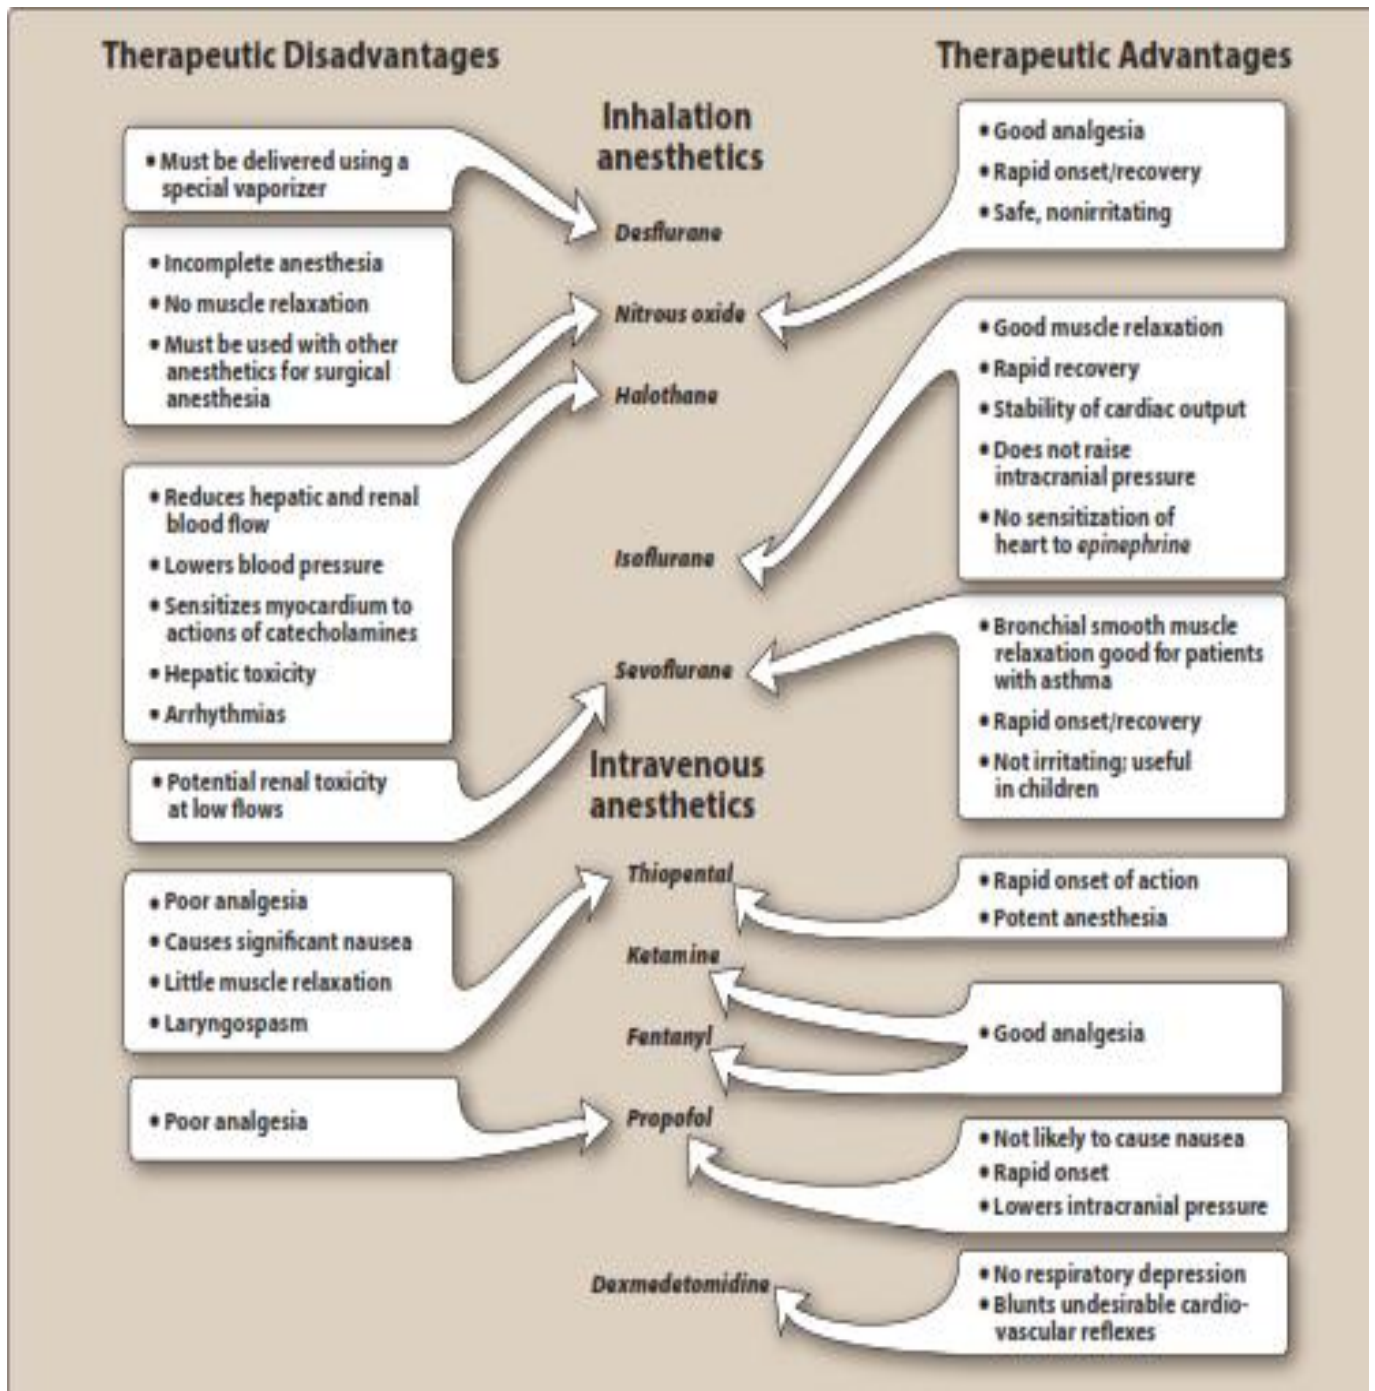 Therapeutic Disadvantages
Therapeutic Advantages
Inhalation
anesthetics
• Must be delivered using a
special vaporizer
Desflurane
• Good analgesia
• Rapid onset/recovery
• Safe, nonirritating
• Incomplete anesthesia
• No muscle relaxation
• Must be used with other
anesthetics for surgical
anesthesia
Nitrous oxide
Halothane
• Good muscle relaxation
• Rapid recovery
• Stability of cardiac output
• Does not raise
intracranial pressure
• No sensitization of
heart to epinephrine
• Reduces hepatic and renal
blood flow
• Lowers blood pressure
• Sensitizes myocardium to
actions of catecholamines
• Hepatic toxicity
• Arrhythmias
Isoflurane
Sevoflurane
• Bronchial smooth muscle
relaxation good for patients
with asthma
• Rapid onset/recovery
• Not irritating; useful
in children
• Potential renal toxicity
at low flows
Intravenous
anesthetics
Thiopental
• Rapid onset of action
• Potent anesthesia
• Poor analgesia
• Causes significant nausea
• Little muscle relaxation
• Laryngospasm
Ketamine
Fentanyl
• Good analgesia
• Poor analgesia
Propofol
• Not likely to cause nausea
• Rapid onset
• Lowers intracranial pressure
Dexmedetomidine
• No respiratory depression
• Blunts undesirable cardio-
vascular reflexes